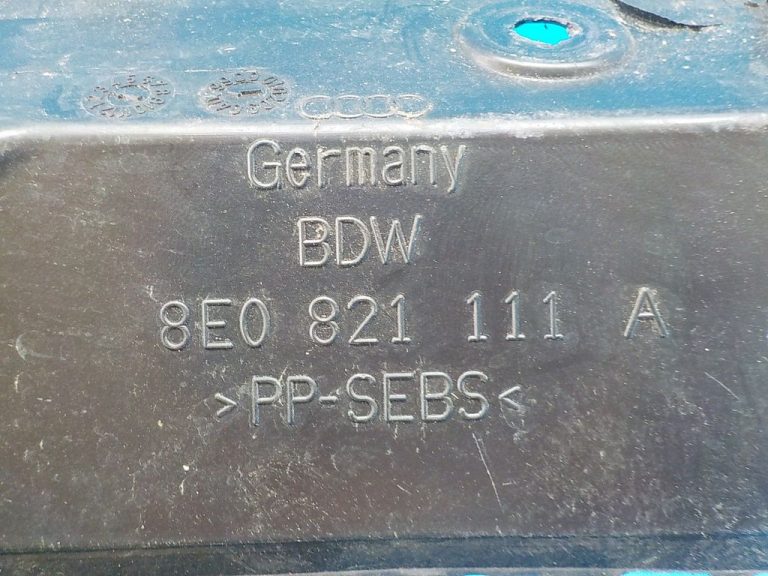 Germany
BDW
8E0 821 111 A
>PP-SEBS<